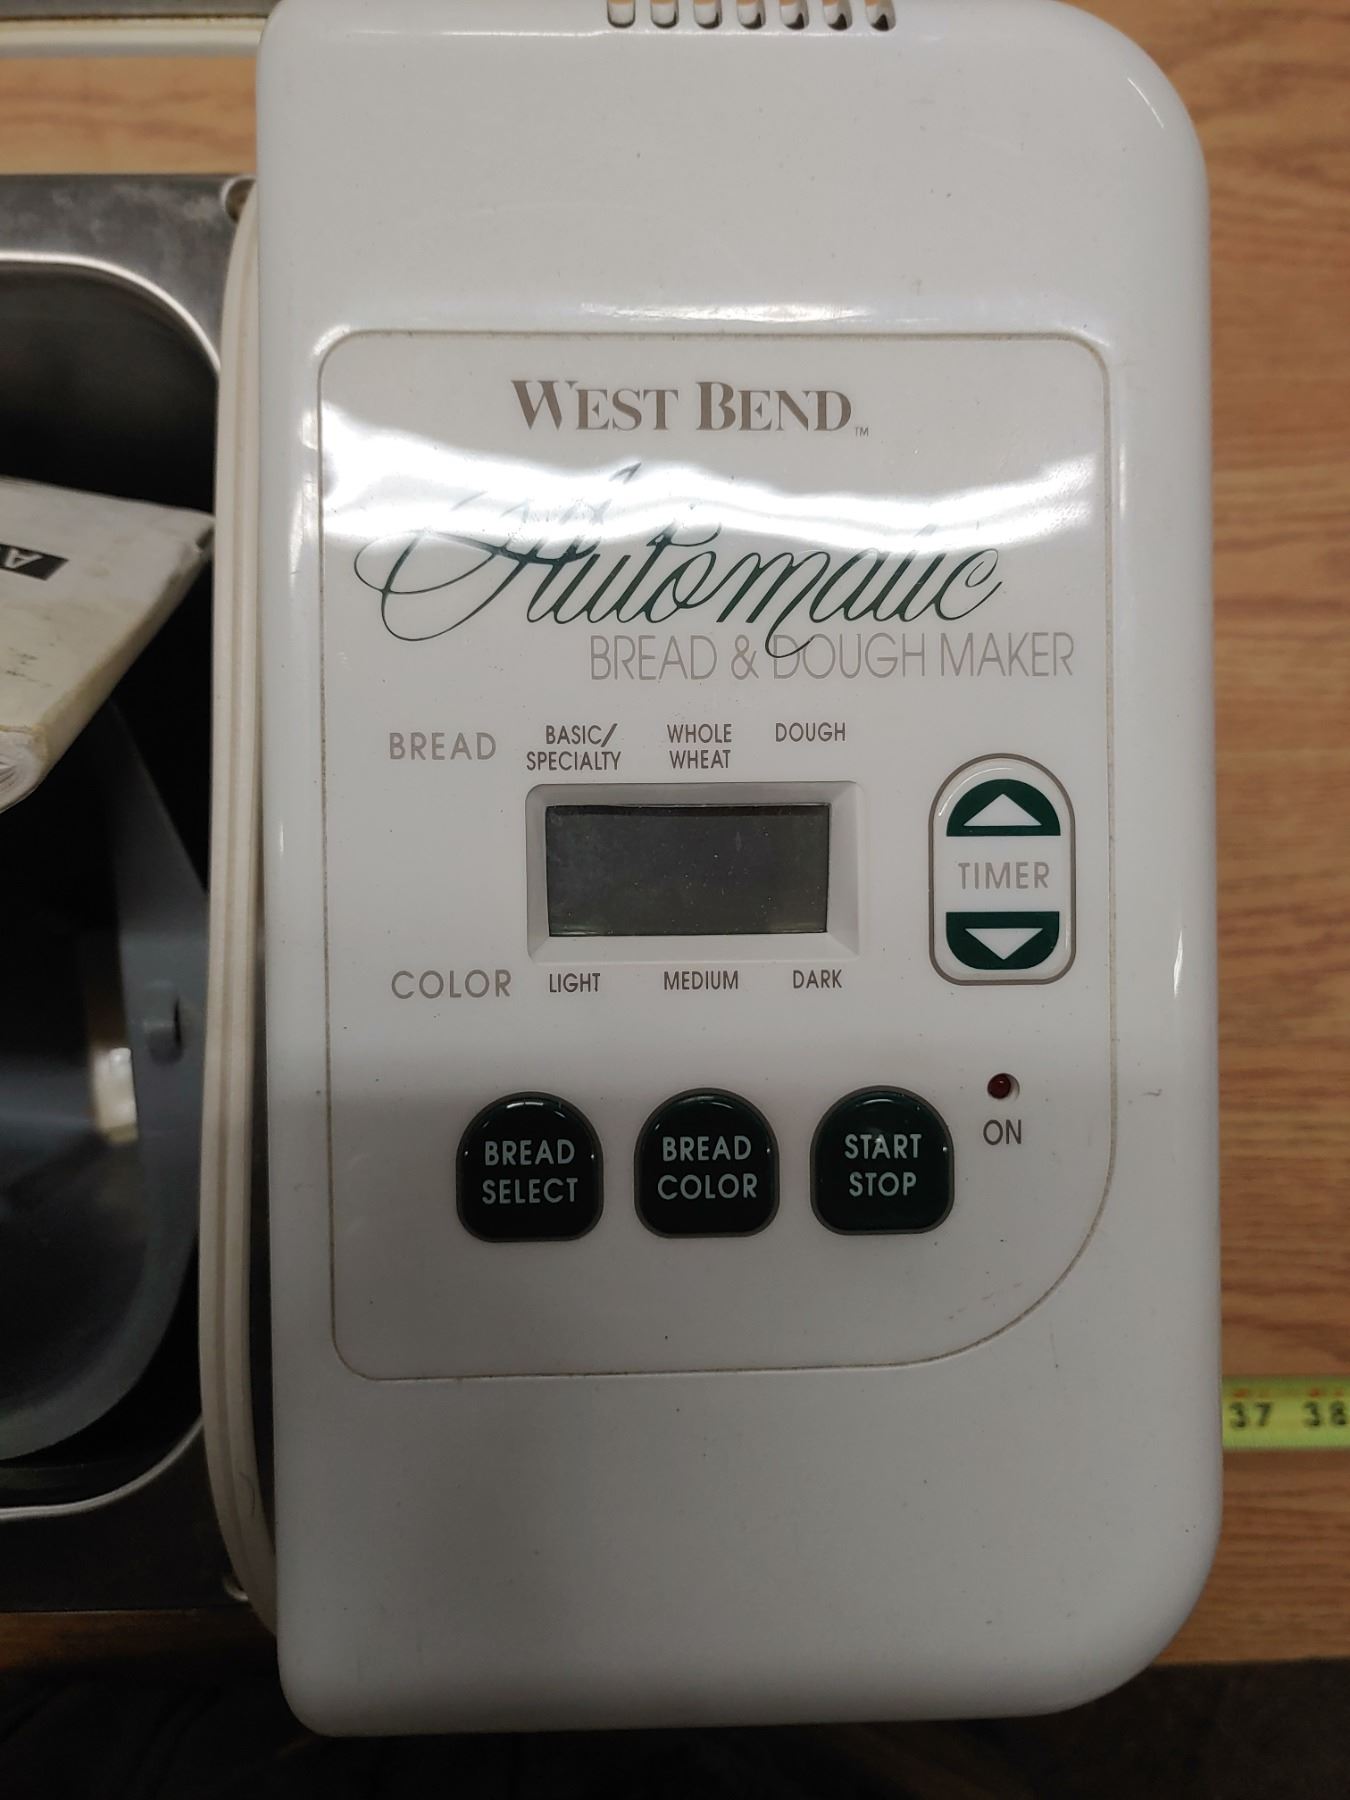 WEST BEND™
Automatic
BREAD & DOUGH MAKER
BREAD
BASIC/
SPECIALTY
WHOLE
WHEAT
DOUGH
TIMER
COLOR
LIGHT
MEDIUM
DARK
BREAD
SELECT
BREAD
COLOR
START
STOP
ON
37 38